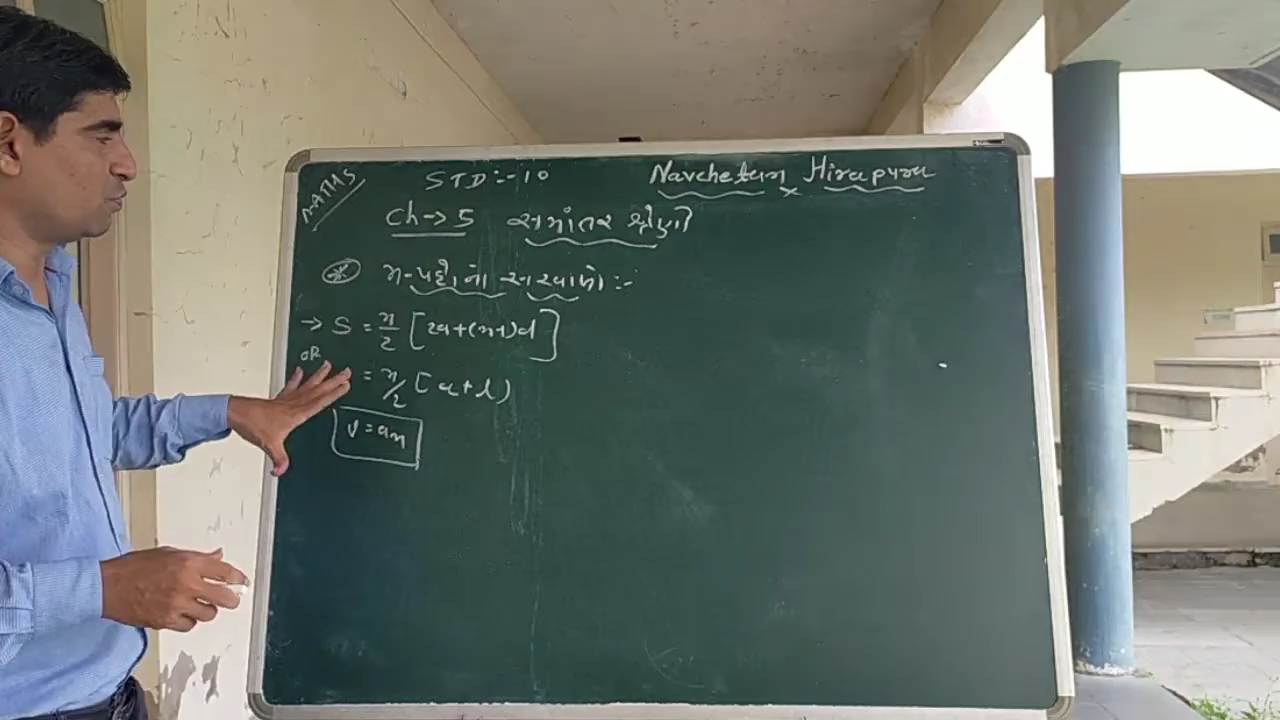 MATHS
STD:-10
Navchetan × Hirapura
Ch→5 સમાંતર શ્રેણી
n-પદોનો સરવાળો :-
→ S = n/2 [2a+(n-1)d]
OR
= n/2 [a+l)
l=an